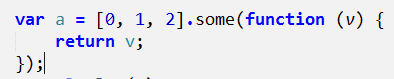 var a = [0, 1, 2].some(function (v) {
    return v;
});